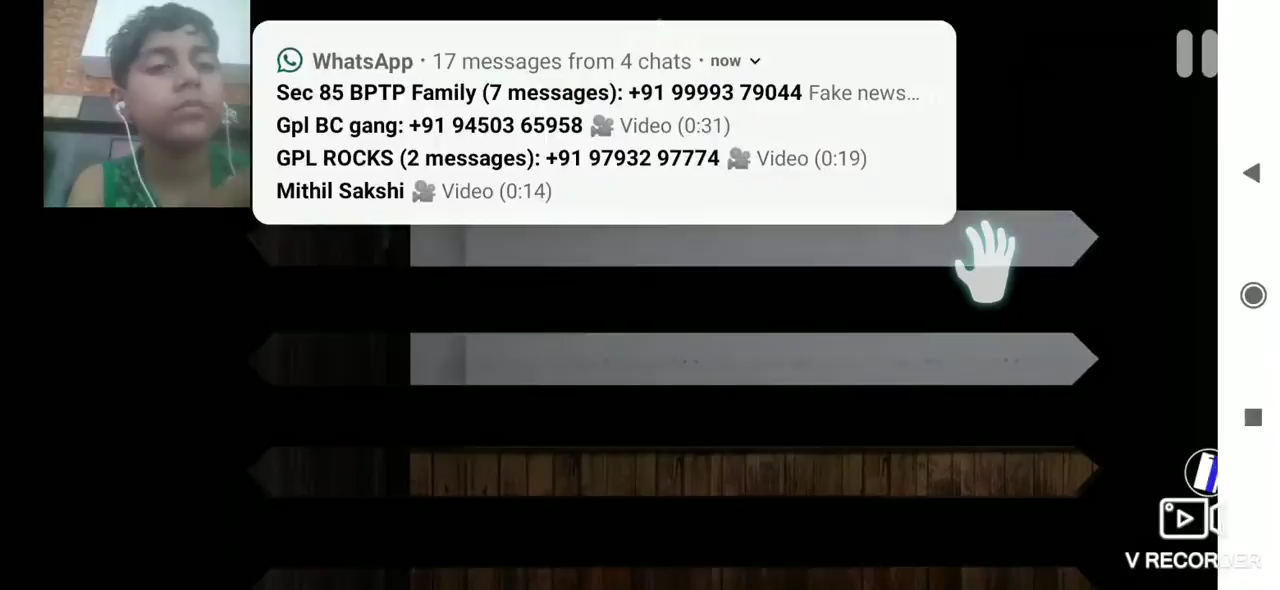 WhatsApp · 17 messages from 4 chats · now
Sec 85 BPTP Family (7 messages): +91 99993 79044 Fake news...
Gpl BC gang: +91 94503 65958 Video (0:31)
GPL ROCKS (2 messages): +91 97932 97774 Video (0:19)
Mithil Sakshi Video (0:14)
V RECORDER